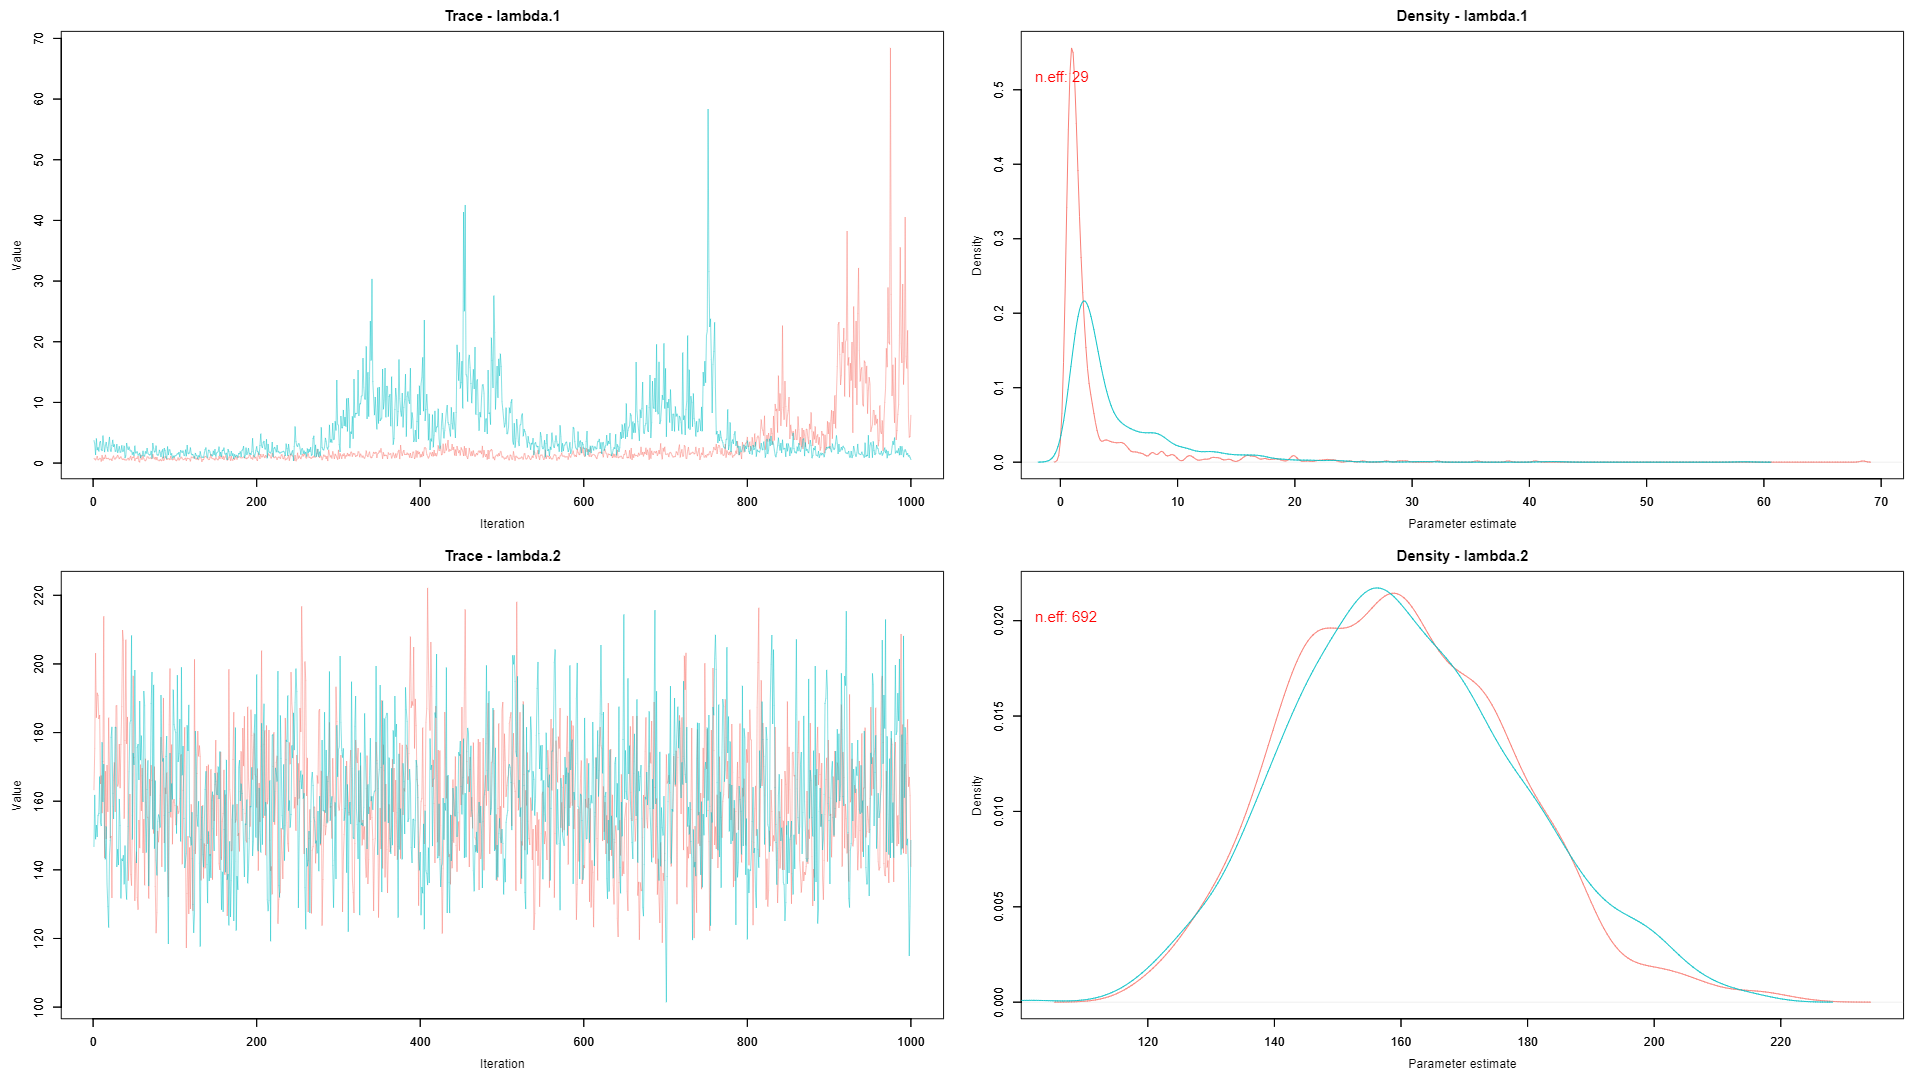 Trace - lambda.1
Value
0
10
20
30
40
50
60
70
0 200 400 600 800 1000
Iteration
Density - lambda.1
n.eff: 29
Density
0.0
0.1
0.2
0.3
0.4
0.5
0 10 20 30 40 50 60 70
Parameter estimate
Trace - lambda.2
Value
100
120
140
160
180
200
220
0 200 400 600 800 1000
Iteration
Density - lambda.2
n.eff: 692
Density
0.000
0.005
0.010
0.015
0.020
120 140 160 180 200 220
Parameter estimate